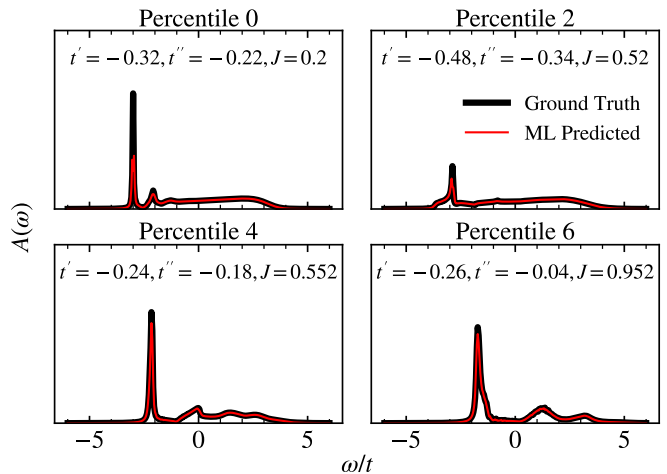 Percentile 0
t′ = −0.32, t′′ = −0.22, J = 0.2
Percentile 2
t′ = −0.48, t′′ = −0.34, J = 0.52
Ground Truth
ML Predicted
A(ω)
Percentile 4
t′ = −0.24, t′′ = −0.18, J = 0.552
Percentile 6
t′ = −0.26, t′′ = −0.04, J = 0.952
−5 0 5 −5 0 5
ω/t